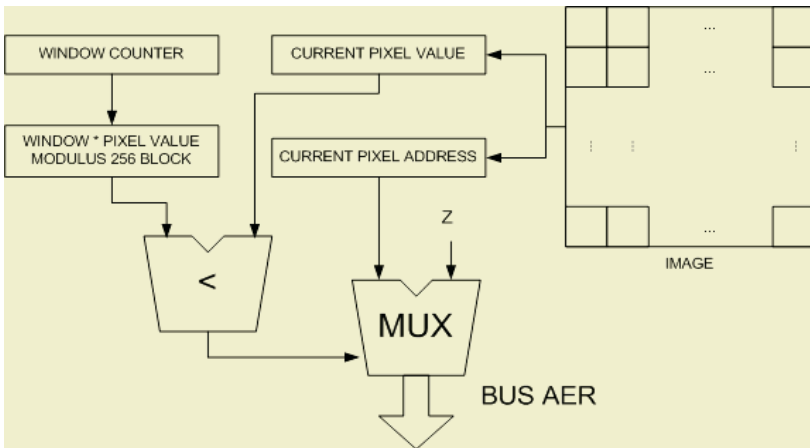 WINDOW COUNTER
CURRENT PIXEL VALUE
...
...
WINDOW * PIXEL VALUE
MODULUS 256 BLOCK
CURRENT PIXEL ADDRESS
...
...
...
Z
...
IMAGE
<
MUX
BUS AER